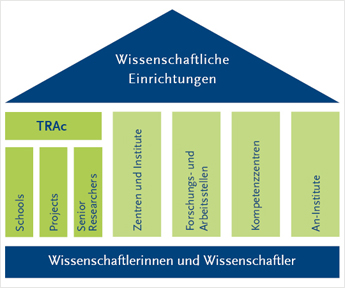 Wissenschaftliche
Einrichtungen
TRAc
Schools
Projects
Senior
Researchers
Zentren und Institute
Forschungs- und
Arbeitsstellen
Kompetenzzentren
An-Institute
Wissenschaftlerinnen und Wissenschaftler